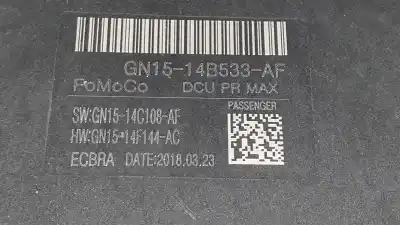 GN15-14B533-AF
FoMoCo DCU PR MAX
PASSENGER
SW:GN15-14C108-AF
HW:GN15-14F144-AC
ECBRA DATE:2018.03.23